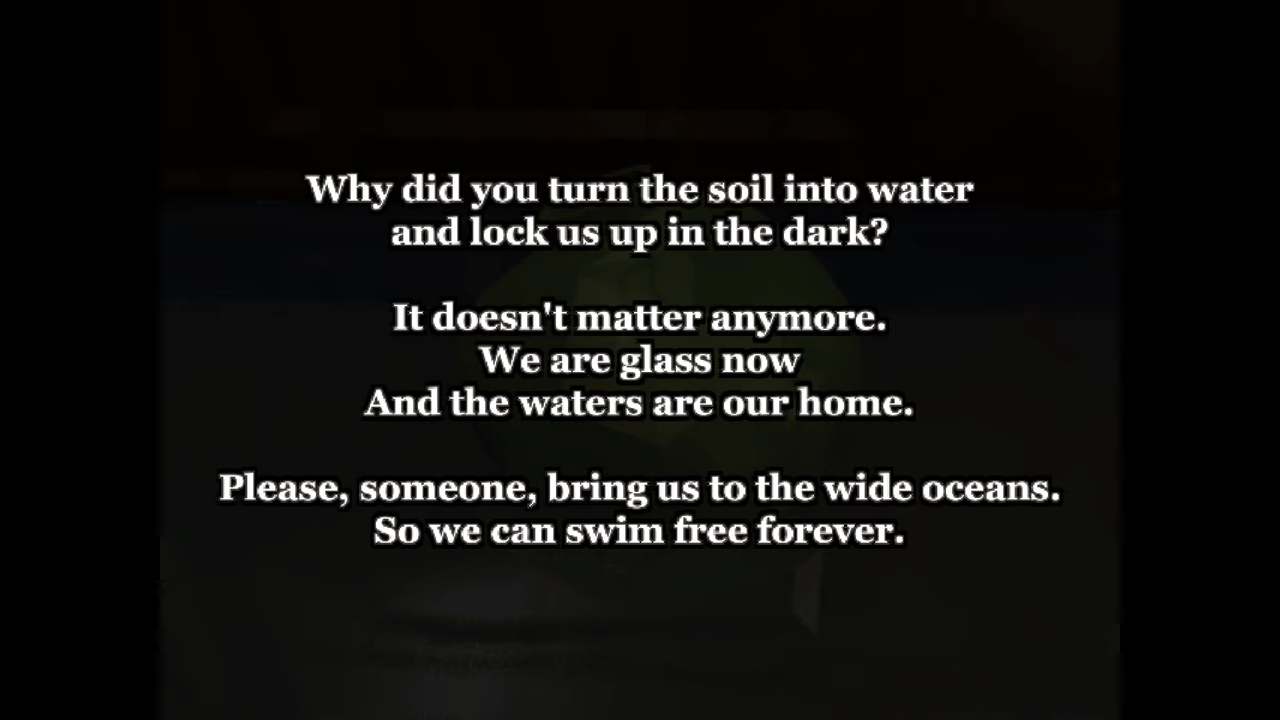 Why did you turn the soil into water
and lock us up in the dark?
It doesn't matter anymore.
We are glass now
And the waters are our home.
Please, someone, bring us to the wide oceans.
So we can swim free forever.